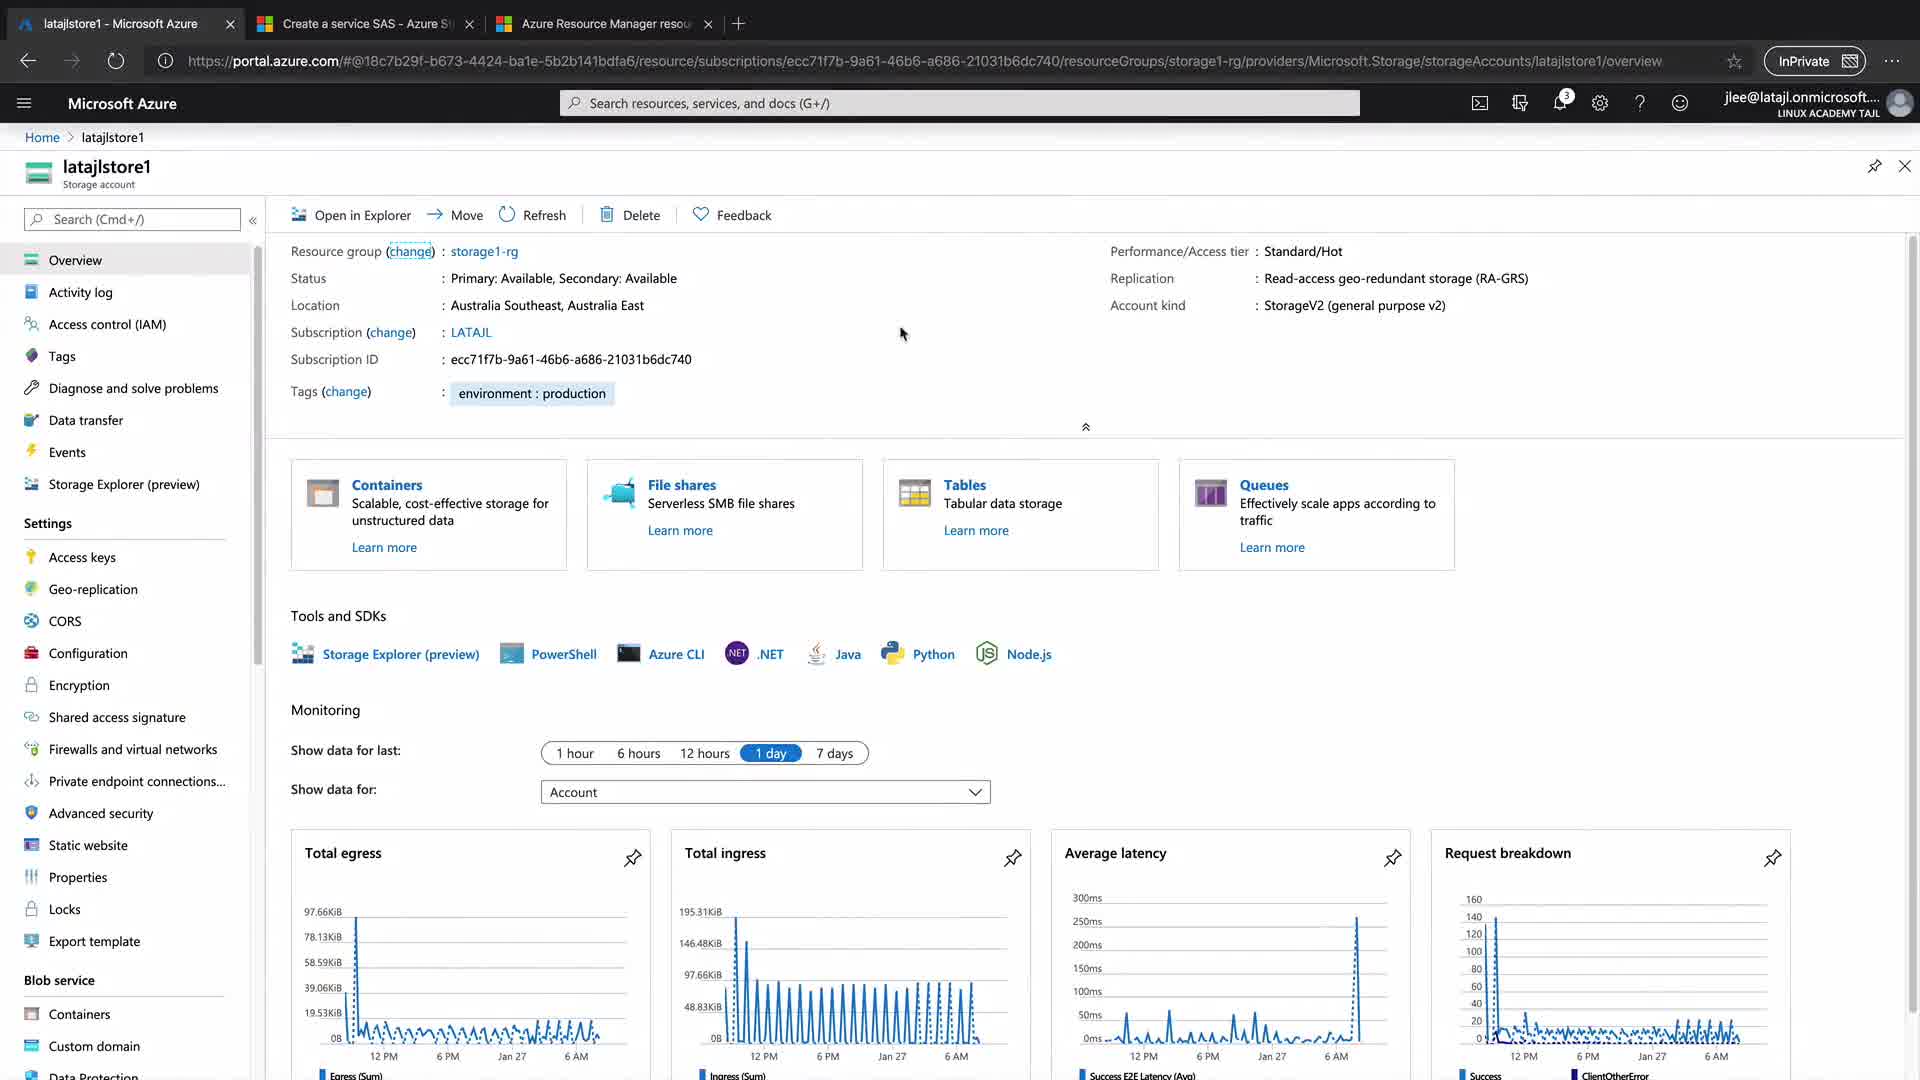 latajlstore1 - Microsoft Azure
Create a service SAS - Azure St
Azure Resource Manager resou
https://portal.azure.com/#@18c7b29f-b673-4424-ba1e-5b2b141bdfa6/resource/subscriptions/ecc71f7b-9a61-46b6-a686-21031b6dc740/resourceGroups/storage1-rg/providers/Microsoft.Storage/storageAccounts/latajlstore1/overview
InPrivate
Microsoft Azure
Search resources, services, and docs (G+/)
3
jlee@latajl.onmicrosoft....
LINUX ACADEMY TAJL
Home > latajlstore1
latajlstore1
Storage account
Search (Cmd+/)
Overview
Activity log
Access control (IAM)
Tags
Diagnose and solve problems
Data transfer
Events
Storage Explorer (preview)
Settings
Access keys
Geo-replication
CORS
Configuration
Encryption
Shared access signature
Firewalls and virtual networks
Private endpoint connections...
Advanced security
Static website
Properties
Locks
Export template
Blob service
Containers
Custom domain
Data Protection
Open in Explorer
Move
Refresh
Delete
Feedback
Resource group (change) : storage1-rg
Status : Primary: Available, Secondary: Available
Location : Australia Southeast, Australia East
Subscription (change) : LATAJL
Subscription ID : ecc71f7b-9a61-46b6-a686-21031b6dc740
Tags (change) : environment : production
Performance/Access tier : Standard/Hot
Replication : Read-access geo-redundant storage (RA-GRS)
Account kind : StorageV2 (general purpose v2)
Containers
Scalable, cost-effective storage for
unstructured data
Learn more
File shares
Serverless SMB file shares
Learn more
Tables
Tabular data storage
Learn more
Queues
Effectively scale apps according to
traffic
Learn more
Tools and SDKs
Storage Explorer (preview)
PowerShell
Azure CLI
NET
.NET
Java
Python
Node.js
Monitoring
Show data for last:
1 hour
6 hours
12 hours
1 day
7 days
Show data for:
Account
Total egress
97.66KiB
78.13KiB
58.59KiB
39.06KiB
19.53KiB
0B
12 PM
6 PM
Jan 27
6 AM
Egress (Sum)
Total ingress
195.31KiB
146.48KiB
97.66KiB
48.83KiB
0B
12 PM
6 PM
Jan 27
6 AM
Ingress (Sum)
Average latency
300ms
250ms
200ms
150ms
100ms
50ms
0ms
12 PM
6 PM
Jan 27
6 AM
Success E2E Latency (Avg)
Request breakdown
160
140
120
100
80
60
40
20
0
12 PM
6 PM
Jan 27
6 AM
Success
ClientOtherError